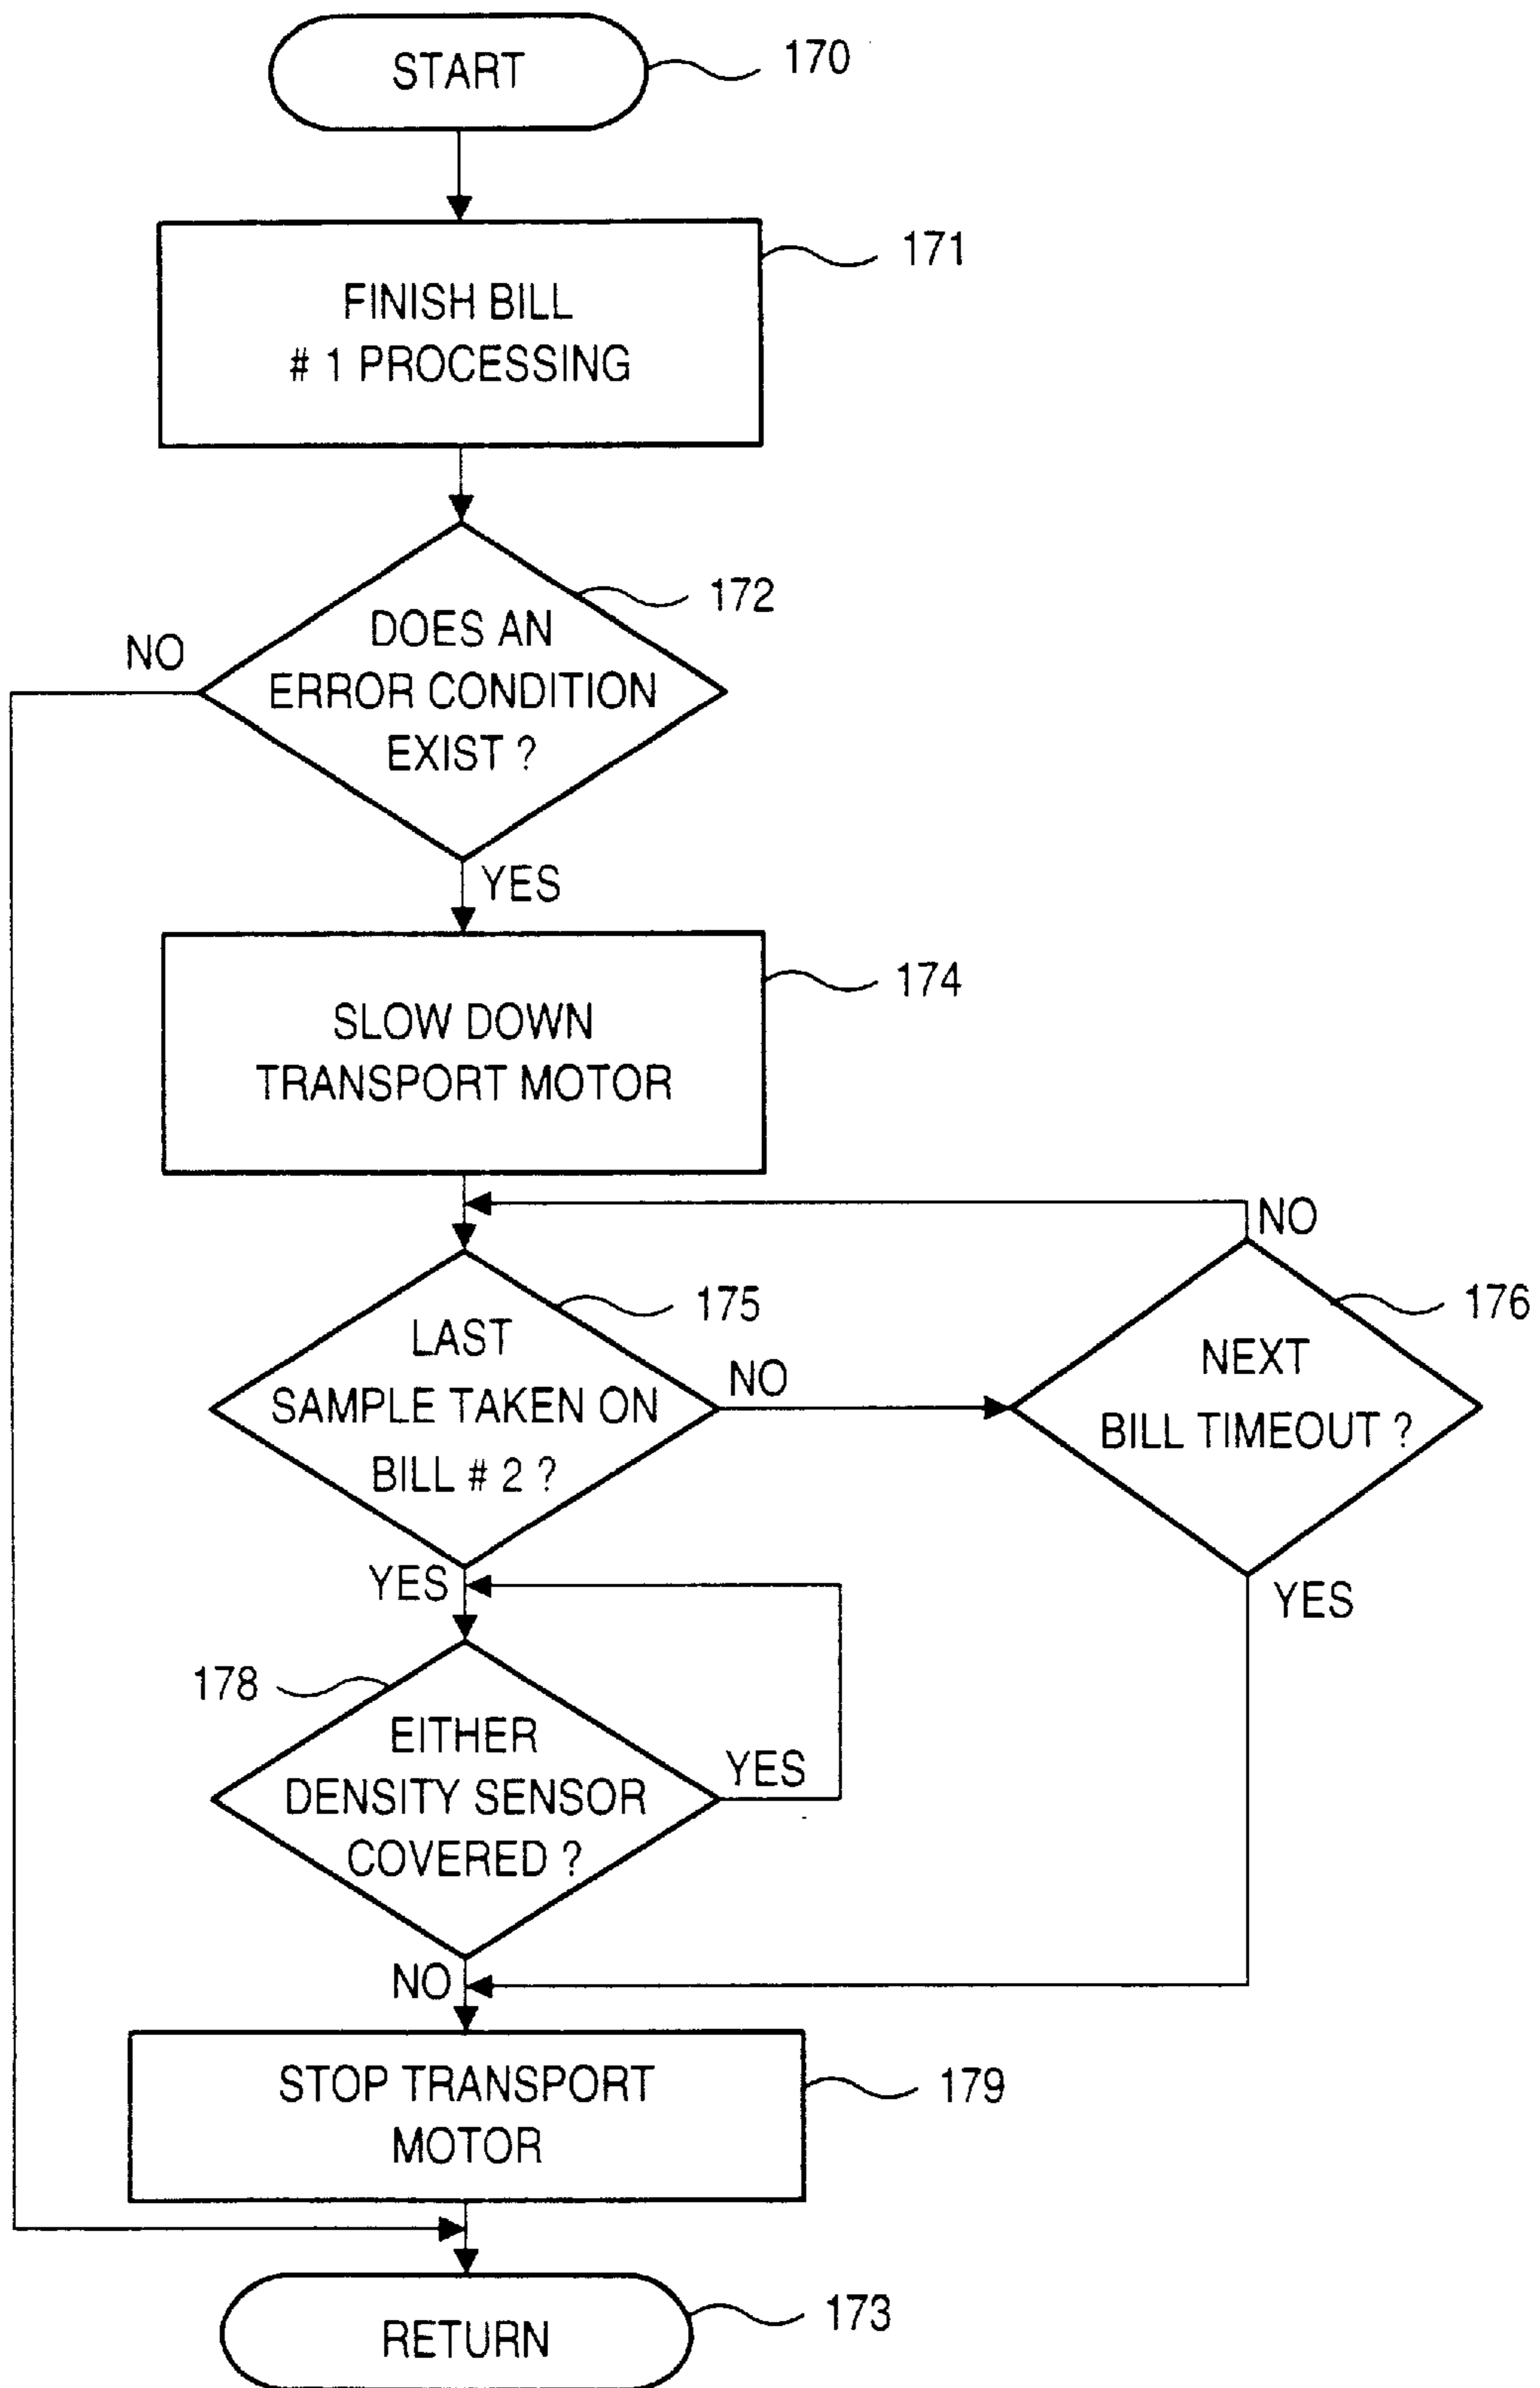 START
170
171
FINISH BILL
# 1 PROCESSING
172
DOES AN
ERROR CONDITION
EXIST ?
NO
YES
174
SLOW DOWN
TRANSPORT MOTOR
NO
175
176
LAST
SAMPLE TAKEN ON
BILL # 2 ?
NO
NEXT
BILL TIMEOUT ?
YES
YES
178
EITHER
DENSITY SENSOR
COVERED ?
YES
NO
STOP TRANSPORT
MOTOR
179
RETURN
173